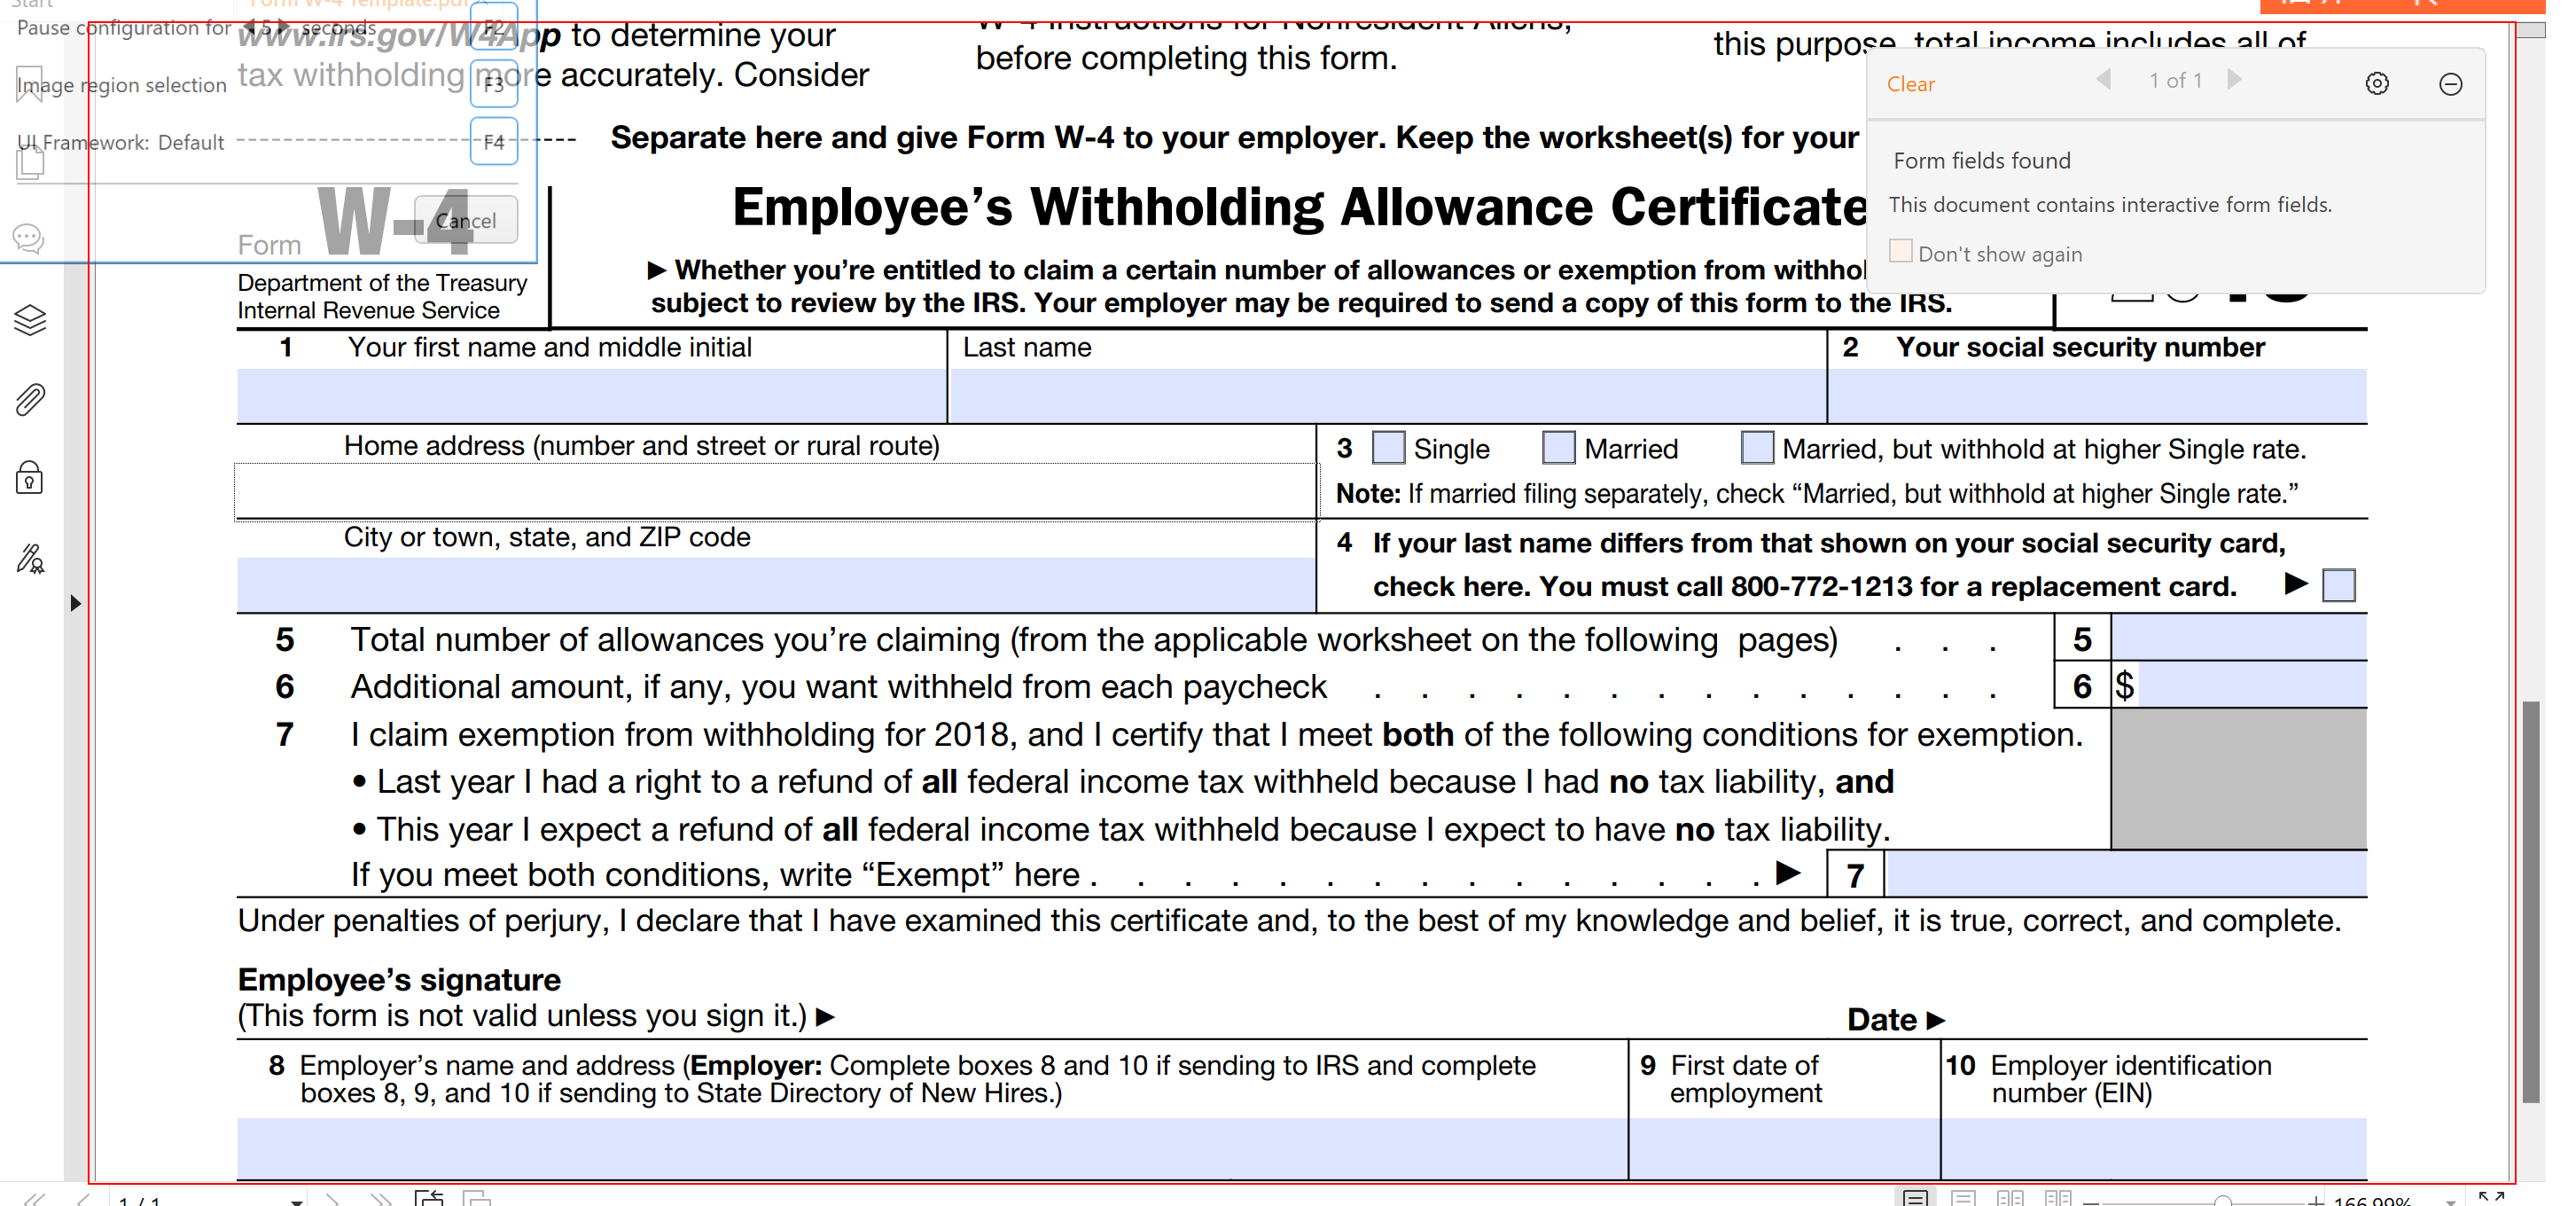 Start
Form W-4 Template.pdf
Pause configuration for 5 seconds F2
Image region selection F3
UI Framework: Default F4
Cancel
www.irs.gov/W4App to determine your
tax withholding more accurately. Consider
W-4 Instructions for Nonresident Aliens,
before completing this form.
this purpose, total income includes all of
Clear
1 of 1
Form fields found
This document contains interactive form fields.
Don't show again
Separate here and give Form W-4 to your employer. Keep the worksheet(s) for your
Form W-4
Department of the Treasury
Internal Revenue Service
Employee's Withholding Allowance Certificate
▶ Whether you're entitled to claim a certain number of allowances or exemption from withhol
subject to review by the IRS. Your employer may be required to send a copy of this form to the IRS.
1 Your first name and middle initial
Last name
2 Your social security number
Home address (number and street or rural route)
3 Single Married Married, but withhold at higher Single rate.
Note: If married filing separately, check “Married, but withhold at higher Single rate.”
City or town, state, and ZIP code
4 If your last name differs from that shown on your social security card,
check here. You must call 800-772-1213 for a replacement card. ▶
5 Total number of allowances you're claiming (from the applicable worksheet on the following pages) . . . 5
6 Additional amount, if any, you want withheld from each paycheck . . . . . . . . . . . . . . 6 $
7 I claim exemption from withholding for 2018, and I certify that I meet both of the following conditions for exemption.
• Last year I had a right to a refund of all federal income tax withheld because I had no tax liability, and
• This year I expect a refund of all federal income tax withheld because I expect to have no tax liability.
If you meet both conditions, write “Exempt” here . . . . . . . . . . . . . . . ▶ 7
Under penalties of perjury, I declare that I have examined this certificate and, to the best of my knowledge and belief, it is true, correct, and complete.
Employee's signature
(This form is not valid unless you sign it.) ▶
Date ▶
8 Employer's name and address (Employer: Complete boxes 8 and 10 if sending to IRS and complete
boxes 8, 9, and 10 if sending to State Directory of New Hires.)
9 First date of
employment
10 Employer identification
number (EIN)
1 / 1
166.99%